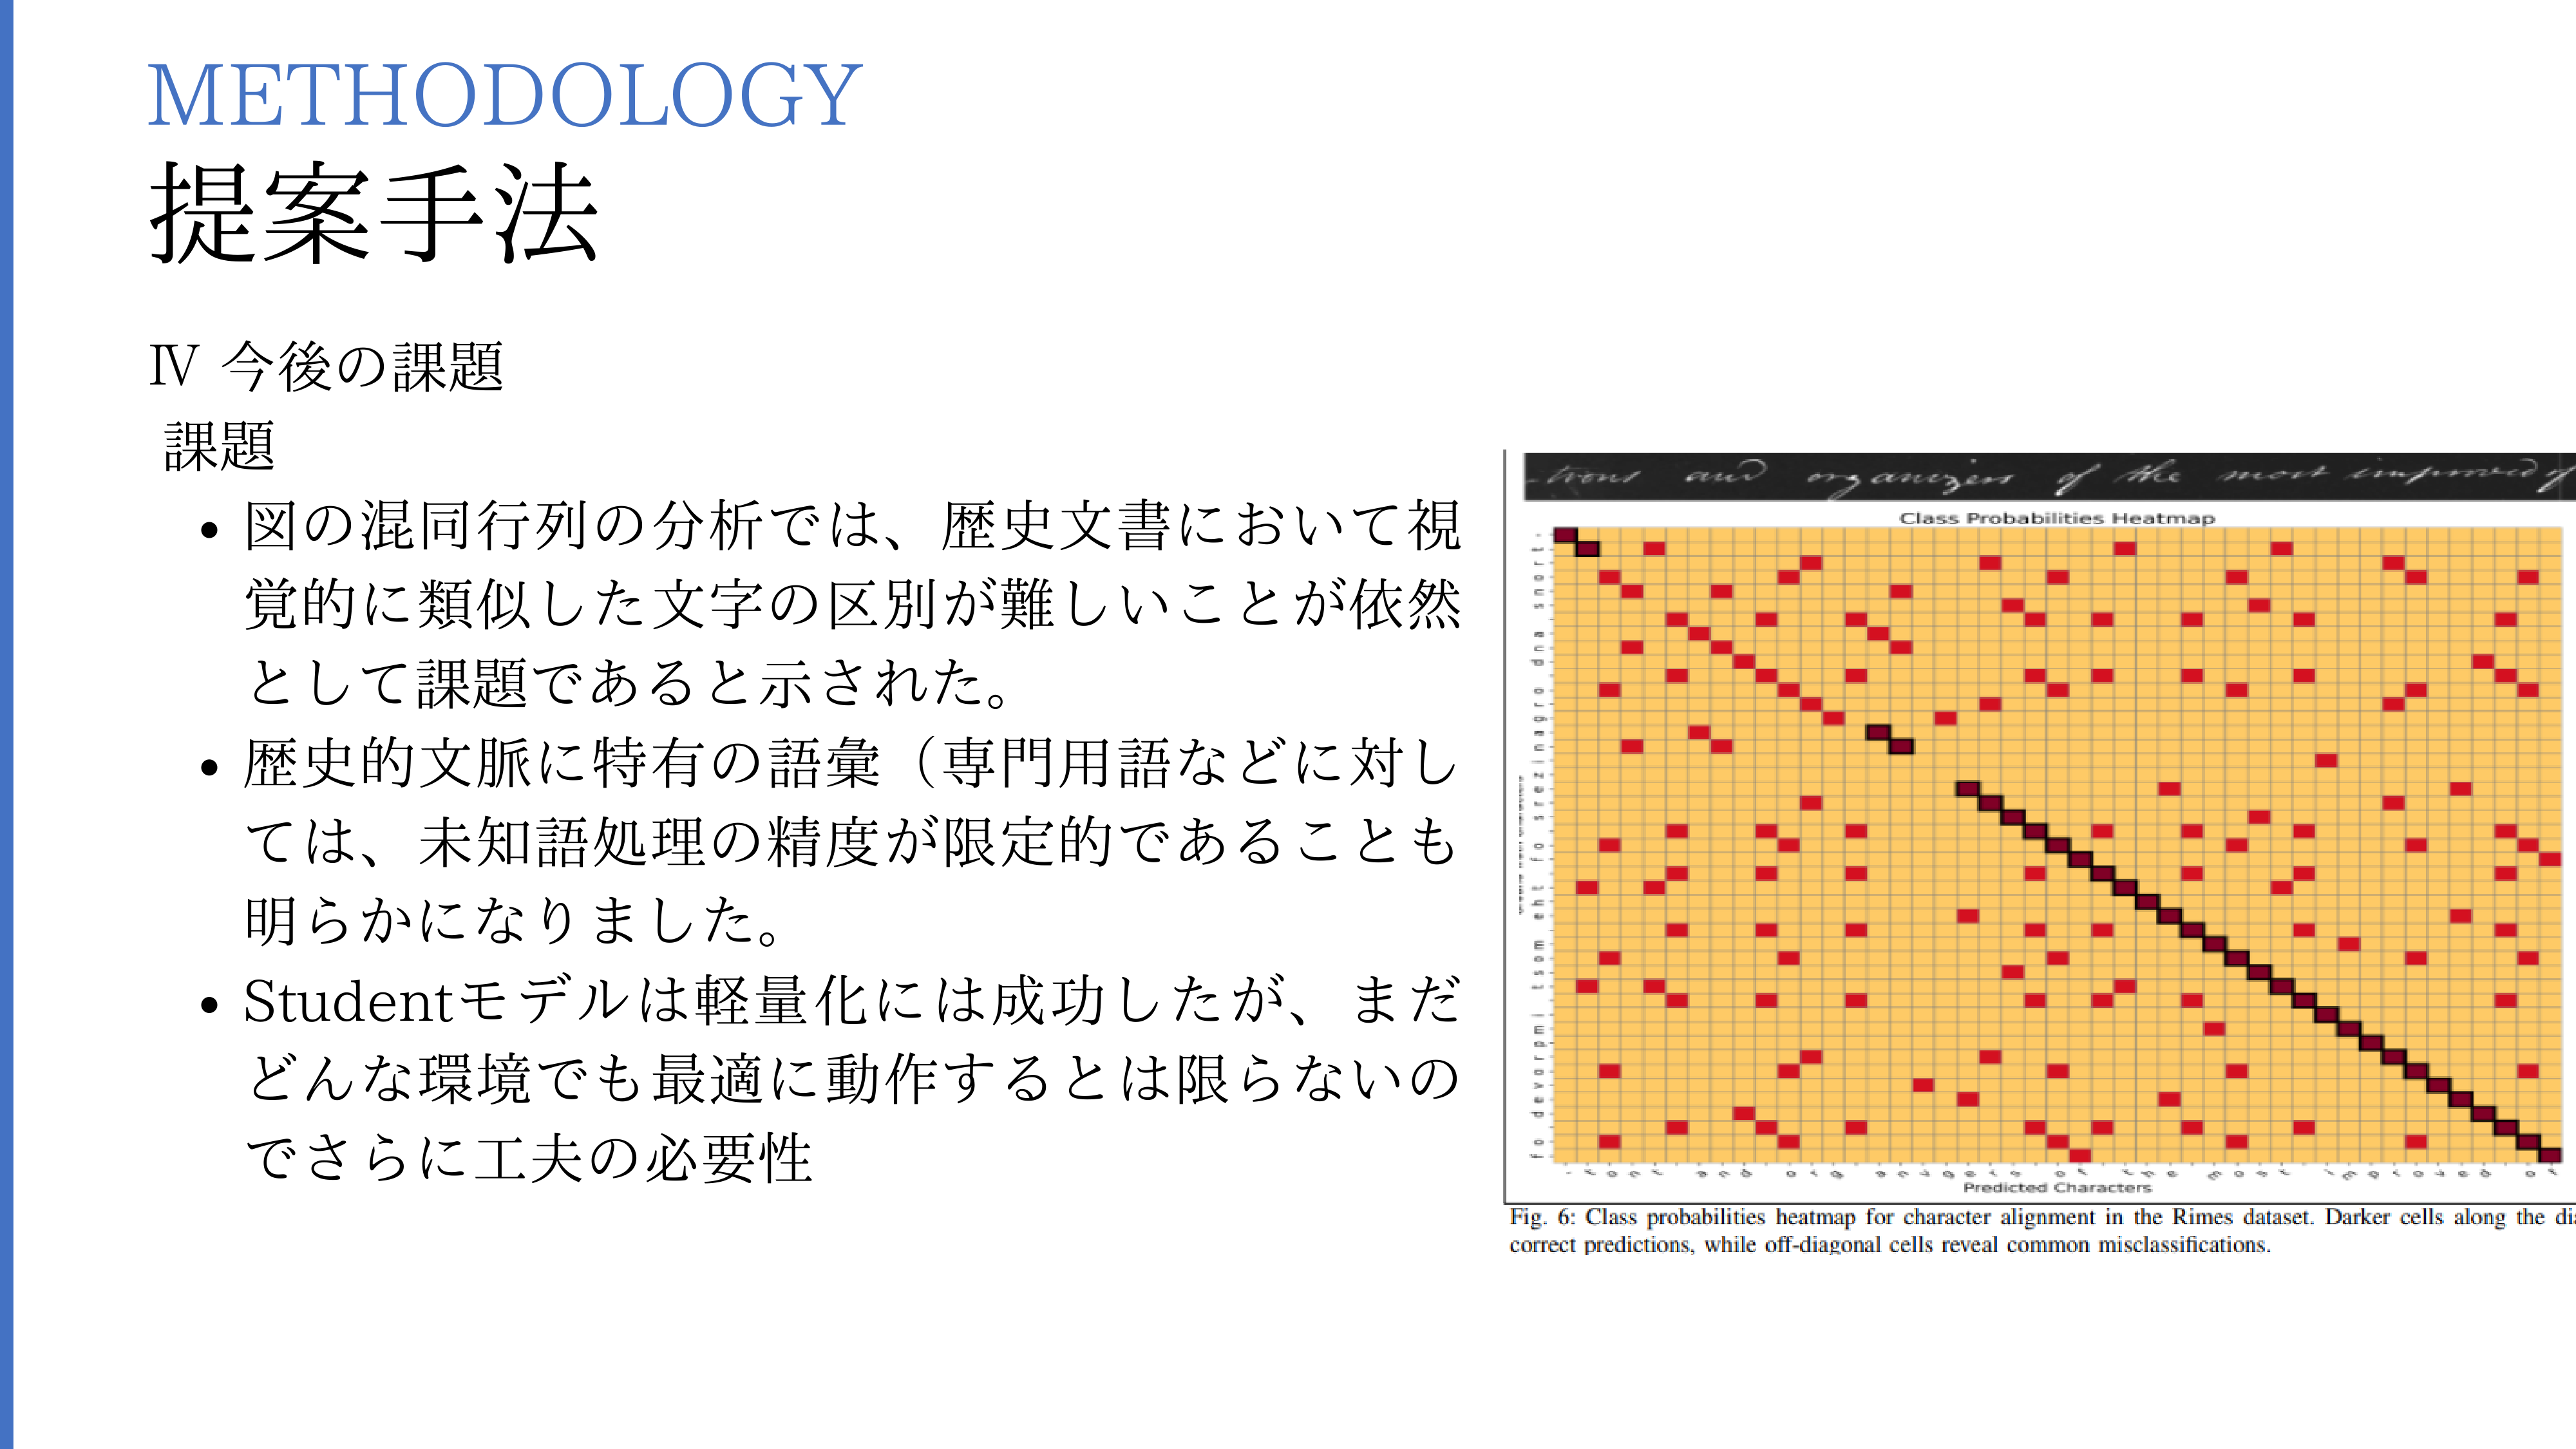 METHODOLOGY
提案手法
Ⅳ 今後の課題
課題
• 図の混同行列の分析では、歴史文書において視
覚的に類似した文字の区別が難しいことが依然
として課題であると示された。
• 歴史的文脈に特有の語彙（専門用語などに対し
ては、未知語処理の精度が限定的であることも
明らかになりました。
• Studentモデルは軽量化には成功したが、まだ
どんな環境でも最適に動作するとは限らないの
でさらに工夫の必要性
-tions and organizers of the most improved of
Class Probabilities Heatmap
Predicted Characters
Fig. 6: Class probabilities heatmap for character alignment in the Rimes dataset. Darker cells along the
correct predictions, while off-diagonal cells reveal common misclassifications.